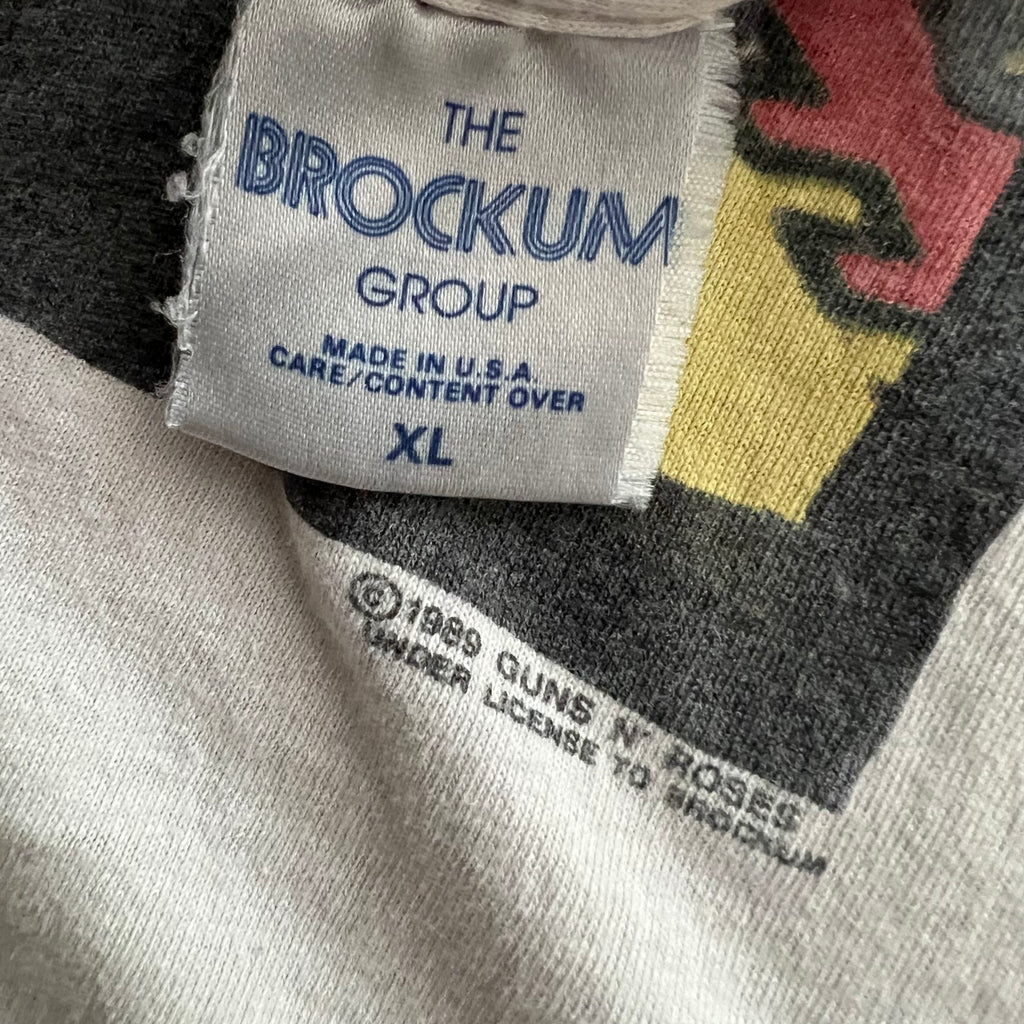 THE
BROCKUM
GROUP
MADE IN U.S.A.
CARE/CONTENT OVER
XL
© 1989 GUNS N' ROSES
UNDER LICENSE TO BROCKUM